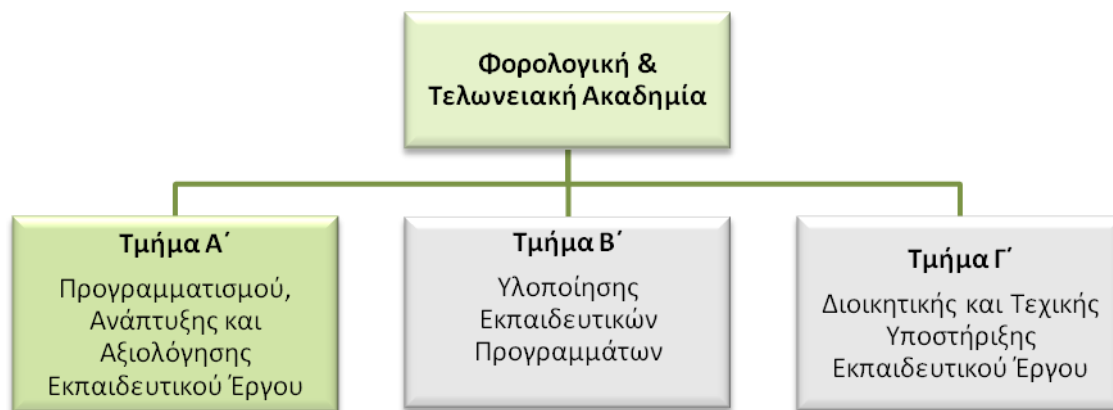 Φορολογική &
Τελωνειακή Ακαδημία
Τμήμα Α΄
Προγραμματισμού,
Ανάπτυξης και
Αξιολόγησης
Εκπαιδευτικού Έργου
Τμήμα Β΄
Υλοποίησης
Εκπαιδευτικών
Προγραμμάτων
Τμήμα Γ΄
Διοικητικής και Τεχικής
Υποστήριξης
Εκπαιδευτικού Έργου